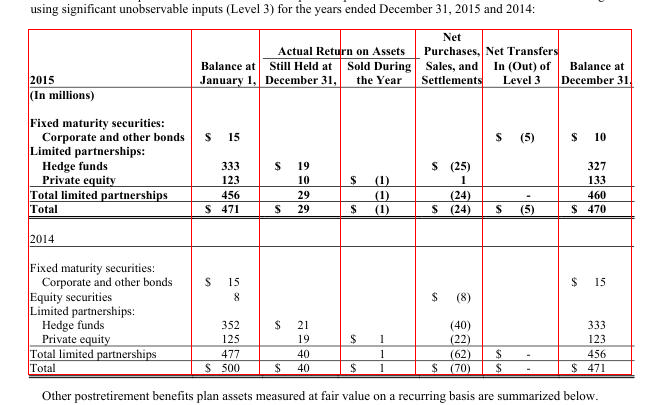 using significant unobservable inputs (Level 3) for the years ended December 31, 2015 and 2014:
Net
Actual Return on Assets Purchases, Net Transfers
Balance at Still Held at Sold During Sales, and In (Out) of Balance at
2015 January 1, December 31, the Year Settlements Level 3 December 31,
(In millions)
Fixed maturity securities:
Corporate and other bonds $ 15 $ (5) $ 10
Limited partnerships:
Hedge funds 333 $ 19 $ (25) 327
Private equity 123 10 $ (1) 1 133
Total limited partnerships 456 29 (1) (24) - 460
Total $ 471 $ 29 $ (1) $ (24) $ (5) $ 470
2014
Fixed maturity securities:
Corporate and other bonds $ 15 $ 15
Equity securities 8 $ (8)
Limited partnerships:
Hedge funds 352 $ 21 (40) 333
Private equity 125 19 $ 1 (22) 123
Total limited partnerships 477 40 1 (62) $ - 456
Total $ 500 $ 40 $ 1 $ (70) $ - $ 471
Other postretirement benefits plan assets measured at fair value on a recurring basis are summarized below.